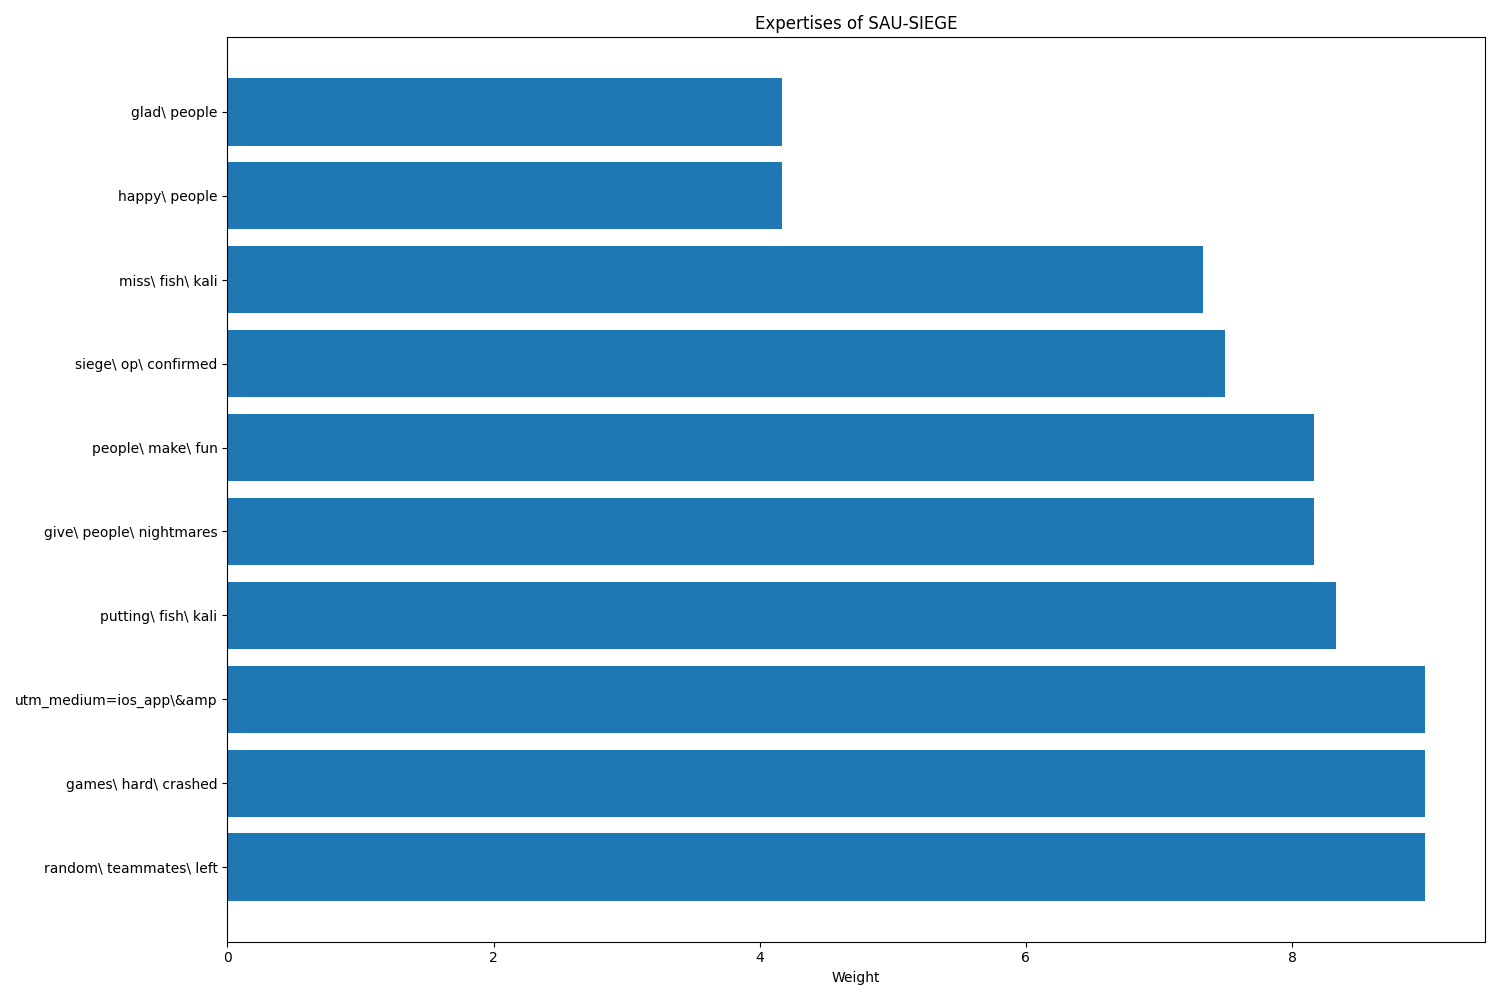 Expertises of SAU-SIEGE
glad\ people
happy\ people
miss\ fish\ kali
siege\ op\ confirmed
people\ make\ fun
give\ people\ nightmares
putting\ fish\ kali
utm_medium=ios_app\&amp
games\ hard\ crashed
random\ teammates\ left
0 2 4 6 8
Weight